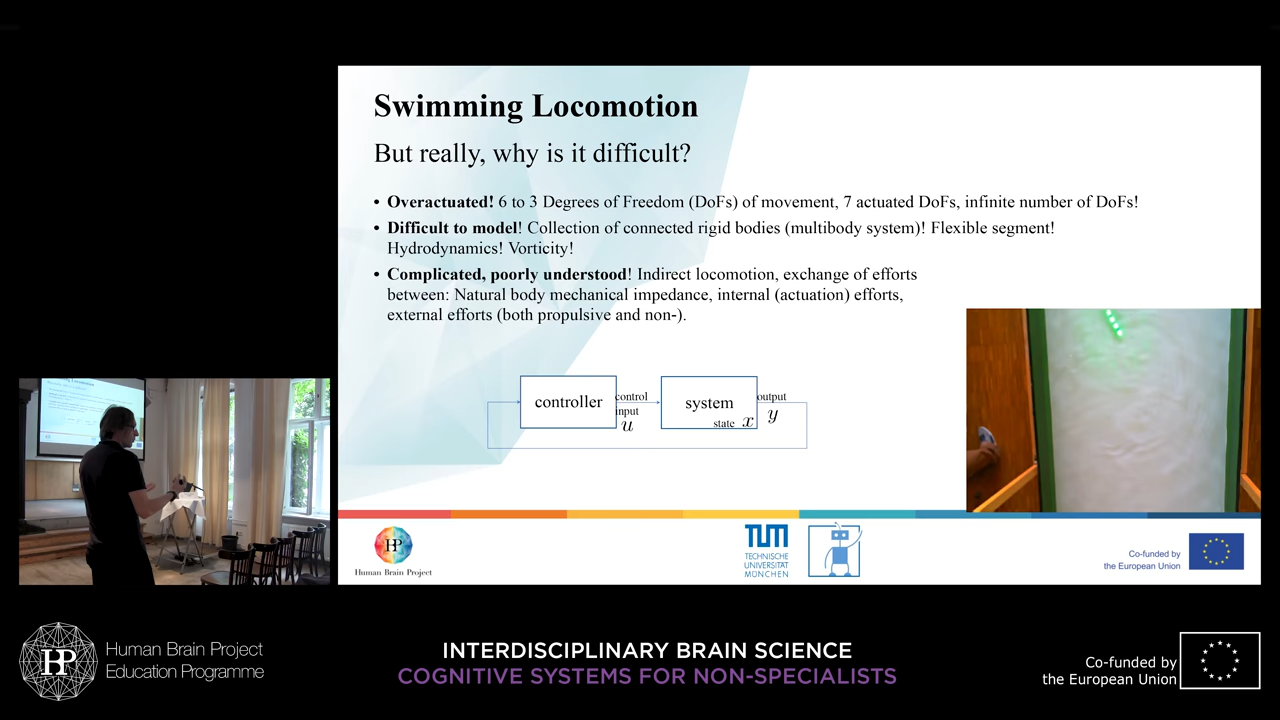 Swimming Locomotion
But really, why is it difficult?
• Overactuated! 6 to 3 Degrees of Freedom (DoFs) of movement, 7 actuated DoFs, infinite number of DoFs!
• Difficult to model! Collection of connected rigid bodies (multibody system)! Flexible segment!
Hydrodynamics! Vorticity!
• Complicated, poorly understood! Indirect locomotion, exchange of efforts
between: Natural body mechanical impedance, internal (actuation) efforts,
external efforts (both propulsive and non-).
controller
control
input
u
system
state x
output
y
HP
Human Brain Project
TUM
TECHNISCHE
UNIVERSITÄT
MÜNCHEN
Co-funded by
the European Union
HP
Human Brain Project
Education Programme
INTERDISCIPLINARY BRAIN SCIENCE
COGNITIVE SYSTEMS FOR NON-SPECIALISTS
Co-funded by
the European Union